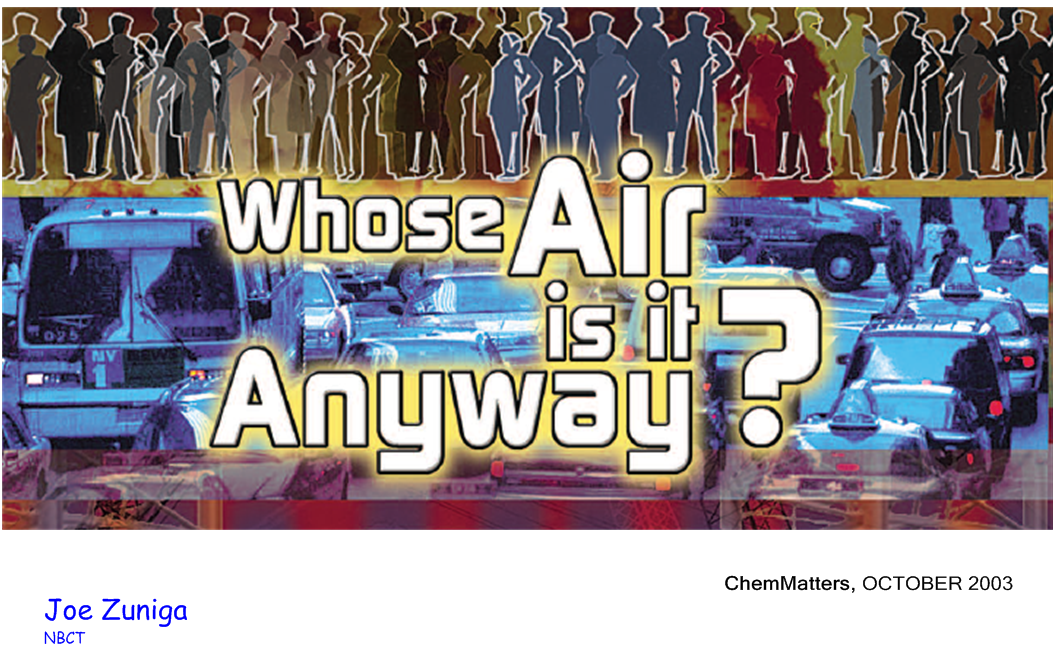 Whose Air
is it
Anyway?
ChemMatters, OCTOBER 2003
Joe Zuniga
NBCT